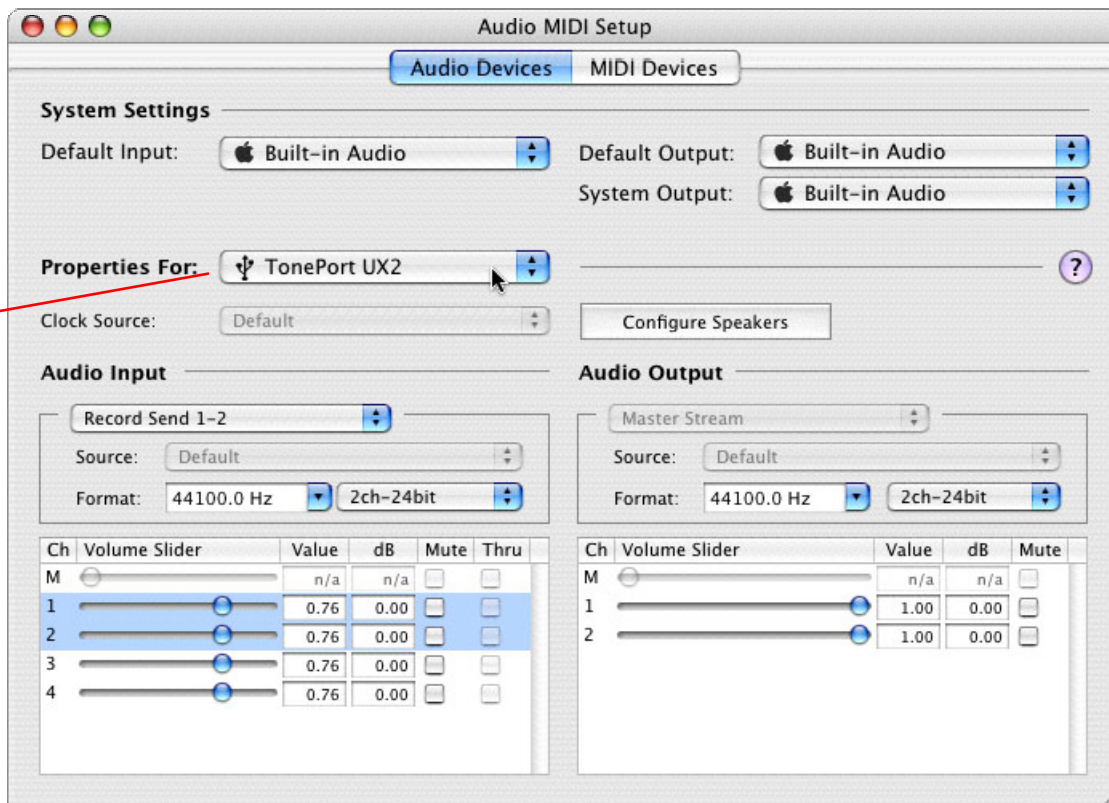 Audio MIDI Setup
Audio Devices MIDI Devices
System Settings
Default Input: Built-in Audio
Default Output: Built-in Audio
System Output: Built-in Audio
Properties For: TonePort UX2 ?
Clock Source: Default
Configure Speakers
Audio Input
Record Send 1-2
Source: Default
Format: 44100.0 Hz 2ch-24bit
Ch Volume Slider Value dB Mute Thru
M n/a n/a
1 0.76 0.00
2 0.76 0.00
3 0.76 0.00
4 0.76 0.00
Audio Output
Master Stream
Source: Default
Format: 44100.0 Hz 2ch-24bit
Ch Volume Slider Value dB Mute
M n/a n/a
1 1.00 0.00
2 1.00 0.00